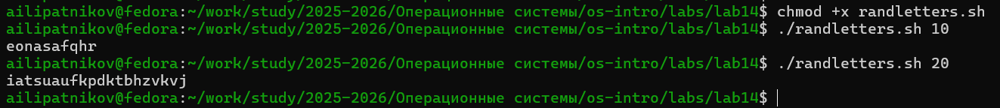 ailipatnikov@fedora:~/work/study/2025-2026/Операционные системы/os-intro/labs/lab14$ chmod +x randletters.sh
ailipatnikov@fedora:~/work/study/2025-2026/Операционные системы/os-intro/labs/lab14$ ./randletters.sh 10
eonasafqhr
ailipatnikov@fedora:~/work/study/2025-2026/Операционные системы/os-intro/labs/lab14$ ./randletters.sh 20
iatsuaufkpdktbhzvkvj
ailipatnikov@fedora:~/work/study/2025-2026/Операционные системы/os-intro/labs/lab14$